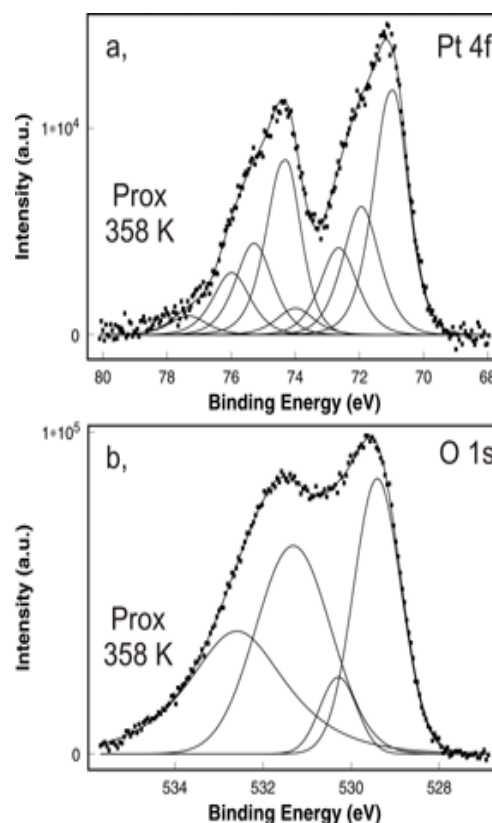 a,
Pt 4f
Intensity (a.u.)
1*10⁴
0
Prox
358 K
80 78 76 74 72 70 68
Binding Energy (eV)
b,
O 1s
Intensity (a.u.)
1*10⁵
0
Prox
358 K
534 532 530 528
Binding Energy (eV)